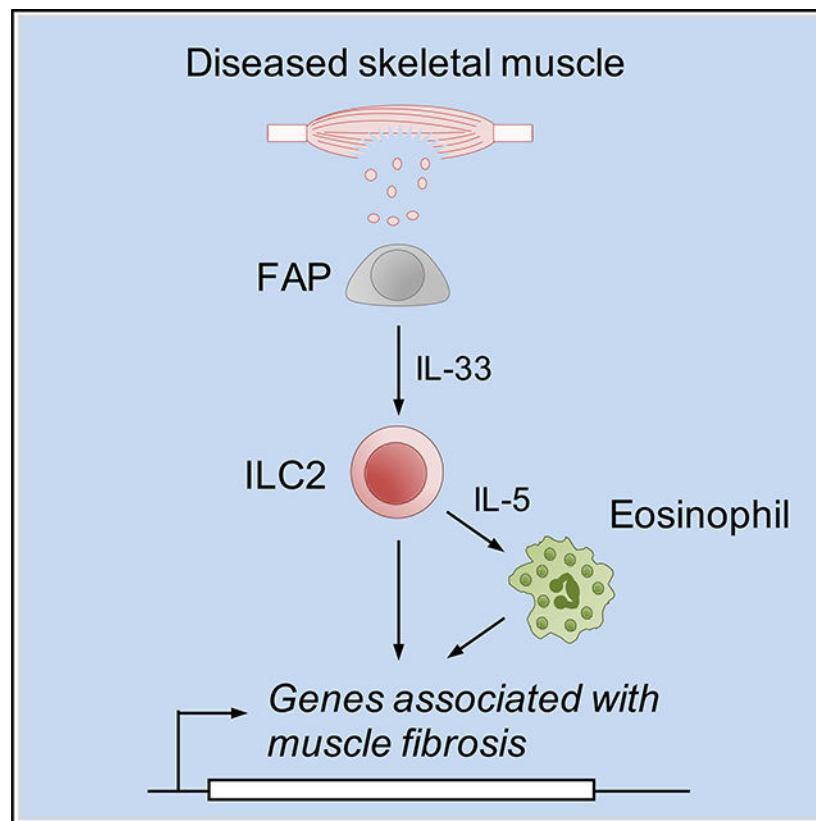 Diseased skeletal muscle
FAP
IL-33
ILC2
IL-5
Eosinophil
Genes associated with
muscle fibrosis